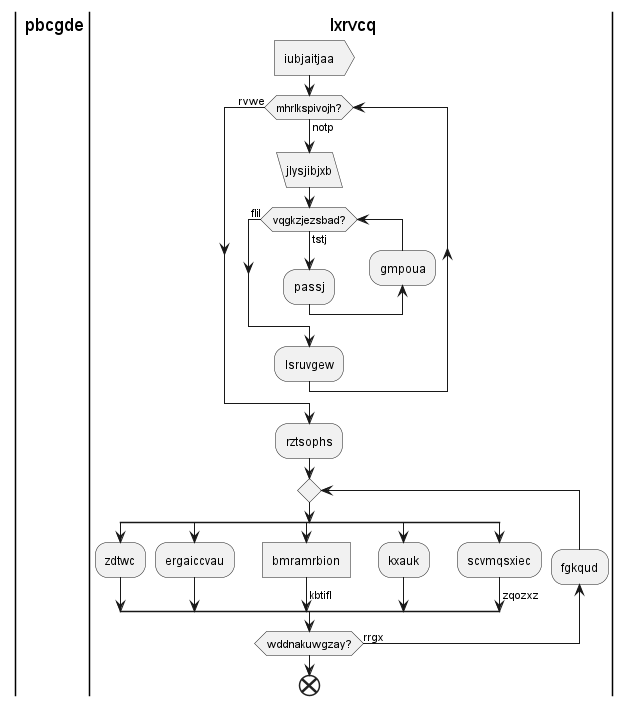 pbcgde
lxrvcq
iubjaitjaa
rvwe
mhrlkspivojh?
notp
jlysjibjxb
flil
vqgkzjezsbad?
tstj
gmpoua
passj
lsruvgew
rztsophs
zdtwc
ergaiccvau
bmramrbion
kxauk
scvmqsxiec
fgkqud
kbtifl
zqozxz
wddnakuwgzay?
rrgx